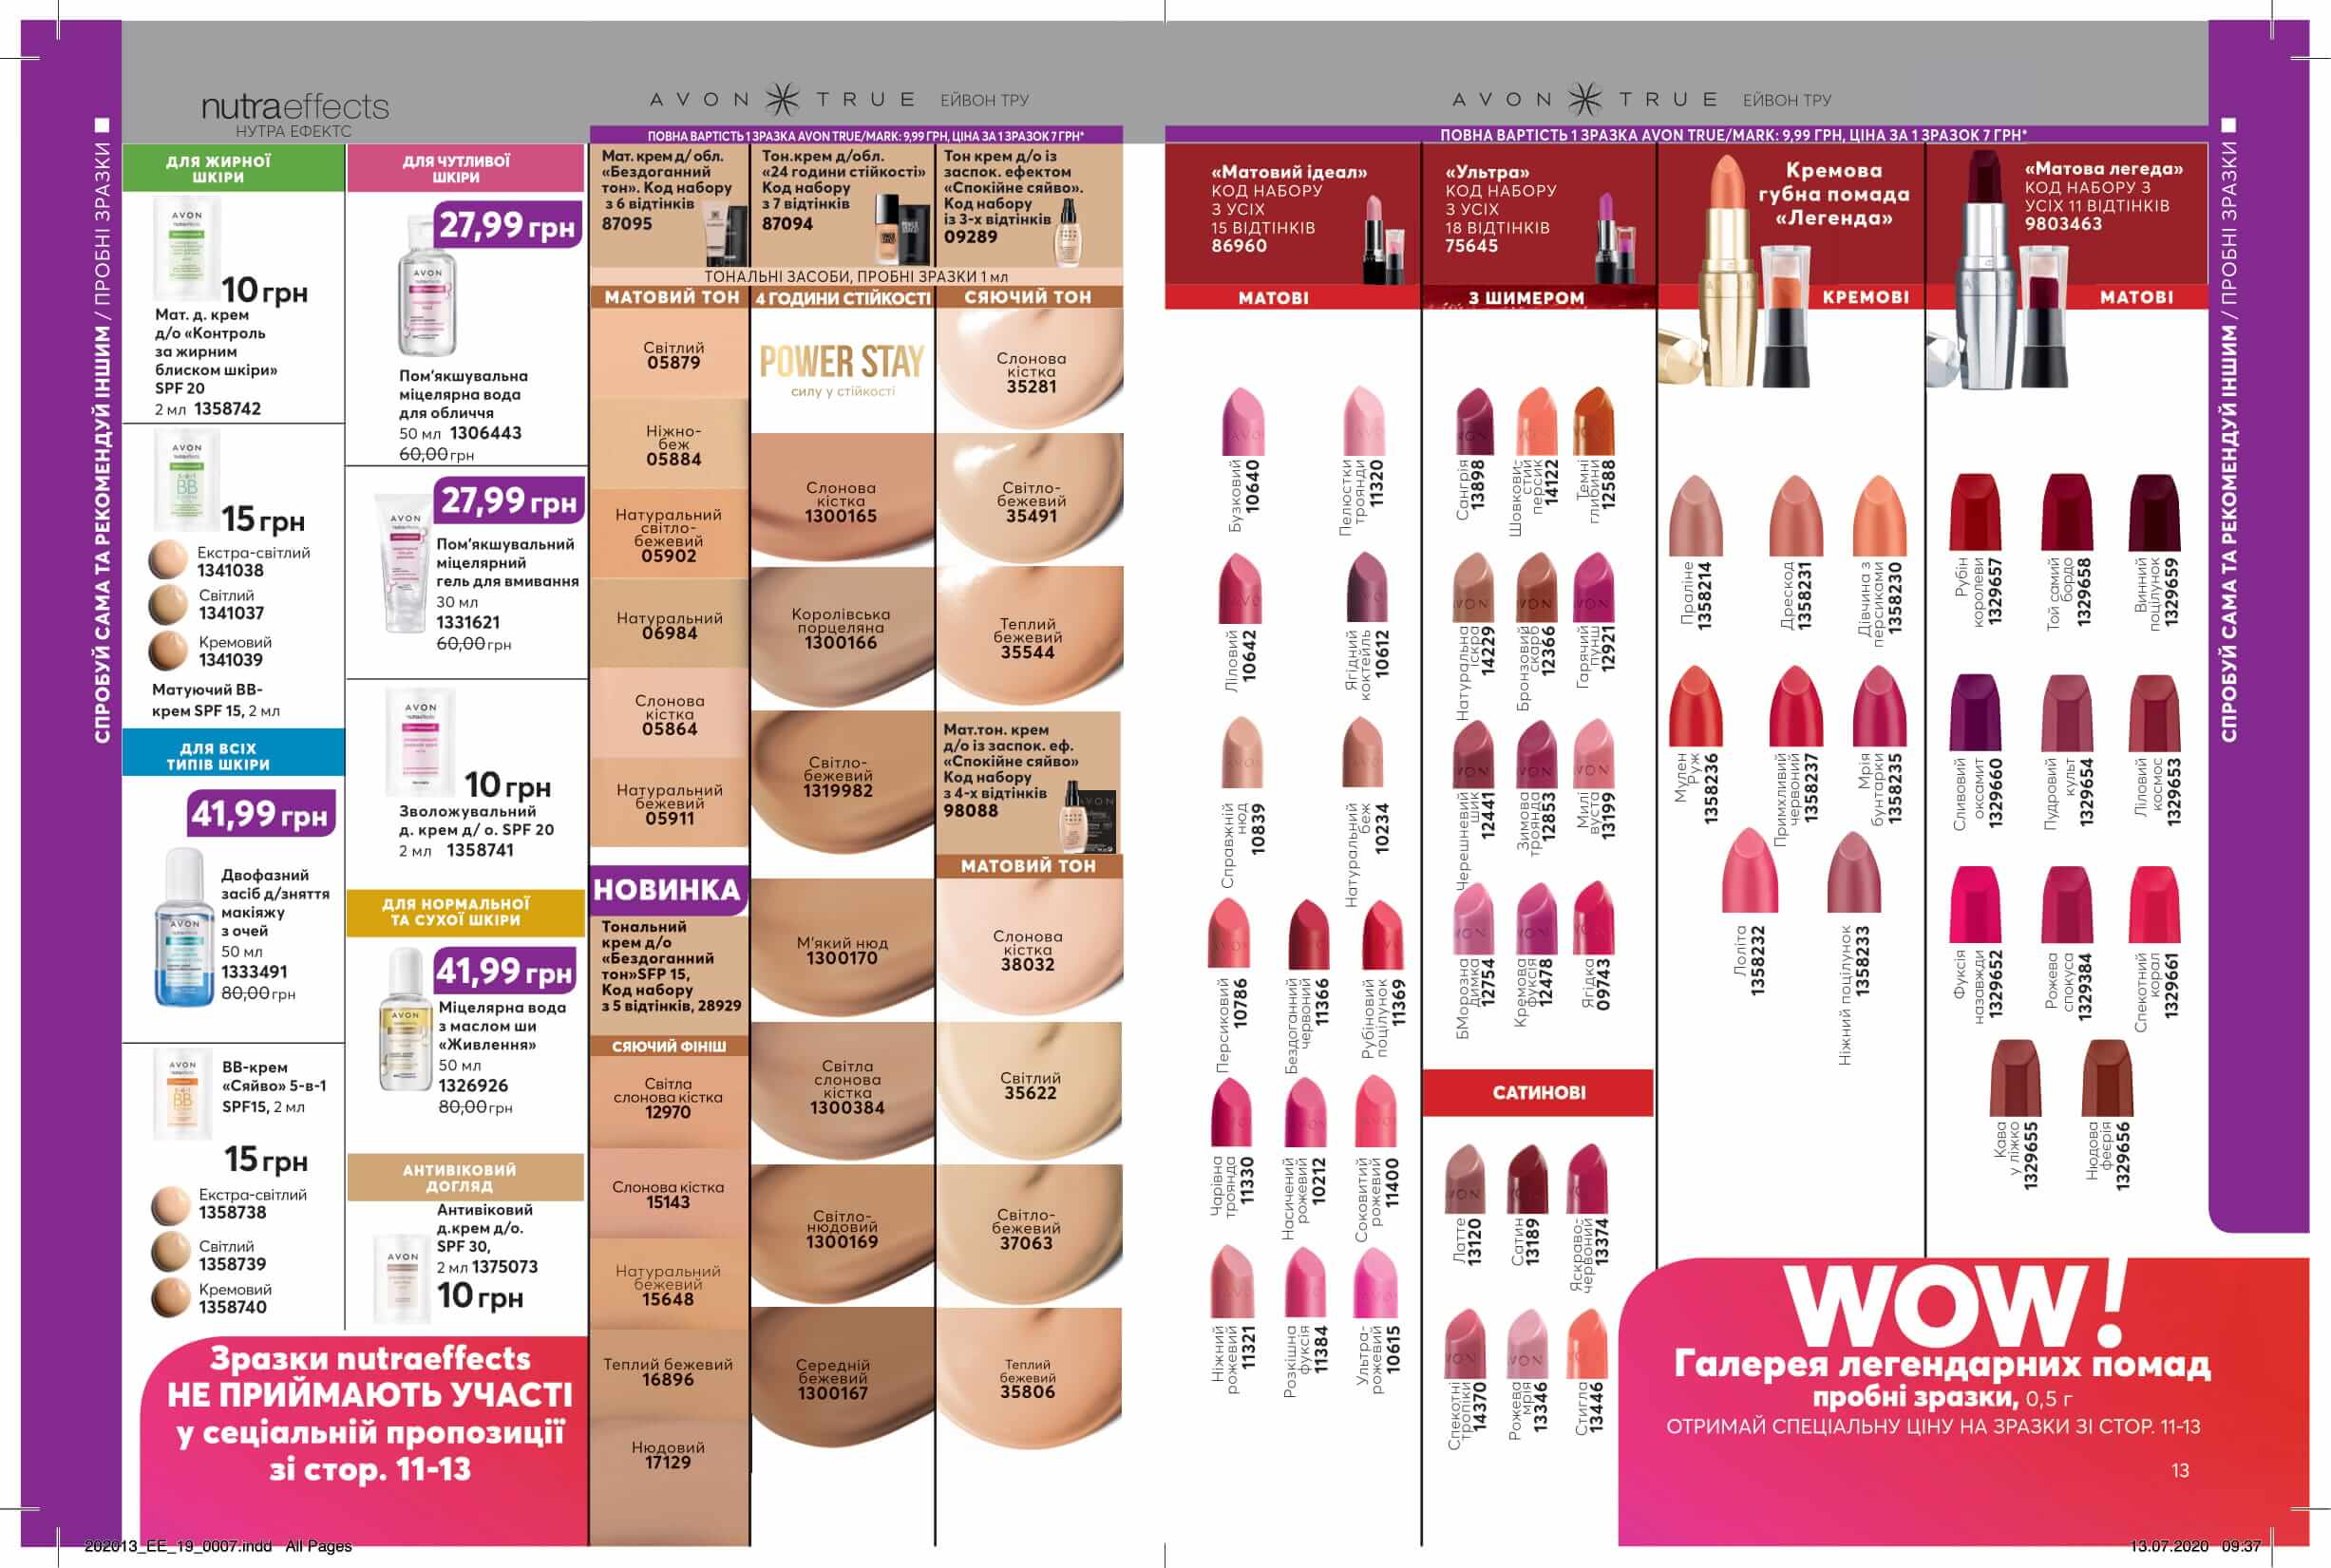 СПРОБУЙ САМА ТА РЕКОМЕНДУЙ ІНШИМ / ПРОБНІ ЗРАЗКИ
nutraeffects
НУТРА ЕФЕКТС
ДЛЯ ЖИРНОЇ
ШКІРИ
10 грн
Мат. д. крем
д/о «Контроль
за жирним
блиском шкіри»
SPF 20
2 мл 1358742
15 грн
Екстра-світлий
1341038
Світлий
1341037
Кремовий
1341039
Матуючий ВВ-
крем SPF 15, 2 мл
ДЛЯ ВСІХ
ТИПІВ ШКІРИ
41,99 грн
Двофазний
засіб д/зняття
макіяжу
з очей
50 мл
1333491
80,00 грн
ВВ-крем
«Сяйво» 5-в-1
SPF15, 2 мл
15 грн
Екстра-світлий
1358738
Світлий
1358739
Кремовий
1358740
ДЛЯ ЧУТЛИВОЇ
ШКІРИ
27,99 грн
Пом'якшувальна
міцелярна вода
для обличчя
50 мл 1306443
60,00 грн
27,99 грн
Пом'якшувальний
міцелярний
гель для вмивання
30 мл
1331621
60,00 грн
10 грн
Зволожувальний
д. крем д/ о. SPF 20
2 мл 1358741
ДЛЯ НОРМАЛЬНОЇ
ТА СУХОЇ ШКІРИ
41,99 грн
Міцелярна вода
з маслом ши
«Живлення»
50 мл
1326926
80,00 грн
АНТИВІКОВИЙ
ДОГЛЯД
Антивіковий
д.крем д/о.
SPF 30,
2 мл 1375073
10 грн
Зразки nutraeffects
НЕ ПРИЙМАЮТЬ УЧАСТІ
у сеціальній пропозиції
зі стор. 11-13
AVON TRUE ЕЙВОН ТРУ
ПОВНА ВАРТІСТЬ 1 ЗРАЗКА AVON TRUE/MARK: 9,99 ГРН, ЦІНА ЗА 1 ЗРАЗОК 7 ГРН*
Мат. крем д/ обл.
«Бездоганний
тон». Код набору
з 6 відтінків
87095
Тон.крем д/обл.
«24 години стійкості»
Код набору
з 7 відтінків
87094
Тон крем д/о із
заспок. ефектом
«Спокійне сяйво».
Код набору
із 3-х відтінків
09289
ТОНАЛЬНІ ЗАСОБИ, ПРОБНІ ЗРАЗКИ 1 мл
МАТОВИЙ ТОН
Світлий
05879
Ніжно-
беж
05884
Натуральний
світло-
бежевий
05902
Натуральний
06984
Слонова
кістка
05864
Натуральний
бежевий
05911
НОВИНКА
Тональний
крем д/о
«Бездоганний
тон»SFP 15,
Код набору
з 5 відтінків, 28929
СЯЮЧИЙ ФІНІШ
Світла
слонова кістка
12970
Слонова кістка
15143
Натуральний
бежевий
15648
Теплий бежевий
16896
Нюдовий
17129
4 ГОДИНИ СТІЙКОСТІ
POWER STAY
силу у стійкості
Слонова
кістка
1300165
Королівська
порцеляна
1300166
Світло-
бежевий
1319982
М'який нюд
1300170
Світла
слонова
кістка
1300384
Світло-
нюдовий
1300169
Середній
бежевий
1300167
СЯЮЧИЙ ТОН
Слонова
кістка
35281
Світло-
бежевий
35491
Теплий
бежевий
35544
Мат.тон. крем
д/о із заспок. еф.
«Спокійне сяйво»
Код набору
з 4-х відтінків
98088
МАТОВИЙ ТОН
Слонова
кістка
38032
Світлий
35622
Світло-
бежевий
37063
Теплий
бежевий
35806
AVON TRUE ЕЙВОН ТРУ
ПОВНА ВАРТІСТЬ 1 ЗРАЗКА AVON TRUE/MARK: 9,99 ГРН, ЦІНА ЗА 1 ЗРАЗОК 7 ГРН*
«Матовий ідеал»
КОД НАБОРУ
З УСІХ
15 ВІДТІНКІВ
86960
МАТОВІ
Бузковий
10640
Пелюстки
троянди
11320
Ліловий
10642
Ягідний
коктейль
10612
Справжній
нюд
10839
Натуральний
беж
10234
Персиковий
10786
Бездоганний
червоний
11366
Рубіновий
поцілунок
11369
Чарівна
троянда
11330
Насичений
рожевий
10212
Соковитий
рожевий
11400
Ніжний
рожевий
11321
Розкішна
фуксія
11384
Ультра-
рожевий
10615
«Ультра»
КОД НАБОРУ
З УСІХ
18 ВІДТІНКІВ
75645
З ШИМЕРОМ
Сангрія
13898
Шовкови-
стий
персик
14122
Темні
глибини
12588
Натуральна
іскра
14229
Бронзовий
скарб
12366
Гарячий
пунш
12921
Черешневий
шик
12441
Зимова
троянда
12853
Милі
вуста
13199
БМорозна
димка
12754
Кремова
фуксія
12478
Ягідка
09743
САТИНОВІ
Латте
13120
Сатин
13189
Яскраво-
червоний
13374
Спекотні
тропіки
14370
Рожева
мрія
13346
Стигла
13446
Кремова
губна помада
«Легенда»
КРЕМОВІ
Праліне
1358214
Дрескод
1358231
Дівчина з
персиками
1358230
Мулен
Руж
1358236
Примхливий
червоний
1358237
Мрія
бунтарки
1358235
Лоліта
1358232
Ніжний поцілунок
1358233
«Матова легеда»
КОД НАБОРУ З
УСІХ 11 ВІДТІНКІВ
9803463
МАТОВІ
Рубін
королеви
1329657
Той самий
бордо
1329658
Винний
поцілунок
1329659
Сливовий
оксамит
1329660
Пудровий
культ
1329654
Ліловий
космос
1329653
Фуксія
назавжди
1329652
Рожева
спокуса
1329384
Спекотний
корал
1329661
Кава
у ліжко
1329655
Нюдова
феєрія
1329656
WOW!
Галерея легендарних помад
пробні зразки, 0,5 г
ОТРИМАЙ СПЕЦІАЛЬНУ ЦІНУ НА ЗРАЗКИ ЗІ СТОР. 11-13
13
СПРОБУЙ САМА ТА РЕКОМЕНДУЙ ІНШИМ / ПРОБНІ ЗРАЗКИ
202013_EE_19_0007.indd All Pages
13.07.2020 09:37